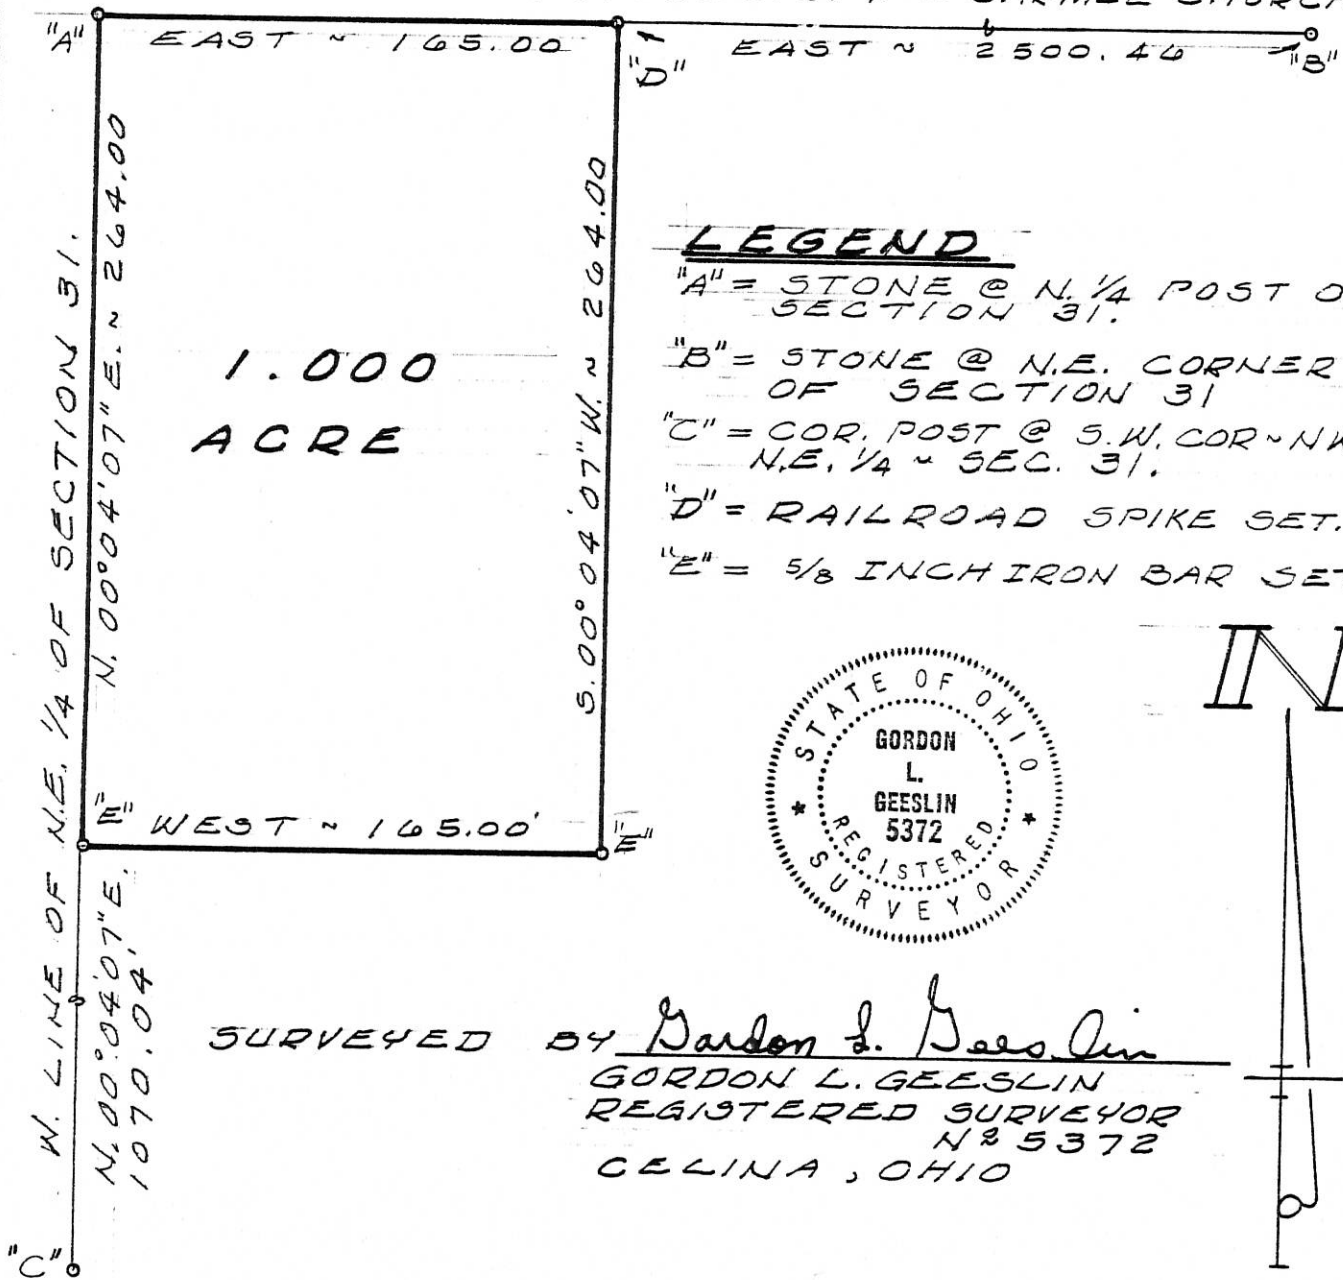 CHURCH
"A" EAST ~ 165.00
"D"
EAST ~ 2500.46
"B"
N. 00°04'07" E. ~ 264.00
S. 00°04'07" W. ~ 264.00
W. LINE OF N.E. 1/4 OF SECTION 31.
1.000
ACRE
LEGEND
"A" = STONE @ N. 1/4 POST
SECTION 31.
"B" = STONE @ N.E. CORNER
OF SECTION 31
"C" = COR. POST @ S.W. COR ~
N.E. 1/4 ~ SEC. 31.
"D" = RAILROAD SPIKE SET.
"E" = 5/8 INCH IRON BAR SET
N
STATE OF OHIO
GORDON
L.
GEESLIN
5372
REGISTERED
SURVEYOR
"E" WEST ~ 165.00' "E"
N. 00°04'07" E.
1070.04'
SURVEYED BY Gordon L. Geeslin
GORDON L. GEESLIN
REGISTERED SURVEYOR
Nº 5372
CELINA, OHIO
"C"